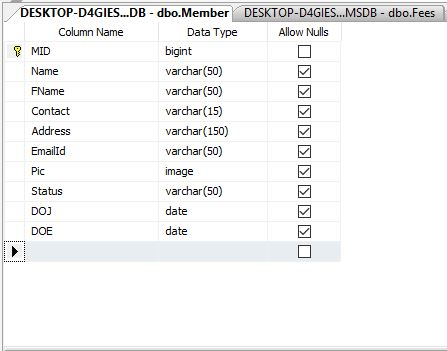 DESKTOP-D4GIES...DB - dbo.Member DESKTOP-D4GIES...MSDB - dbo.Fees
Column Name Data Type Allow Nulls
MID bigint
Name varchar(50)
FName varchar(50)
Contact varchar(15)
Address varchar(150)
EmailId varchar(50)
Pic image
Status varchar(50)
DOJ date
DOE date